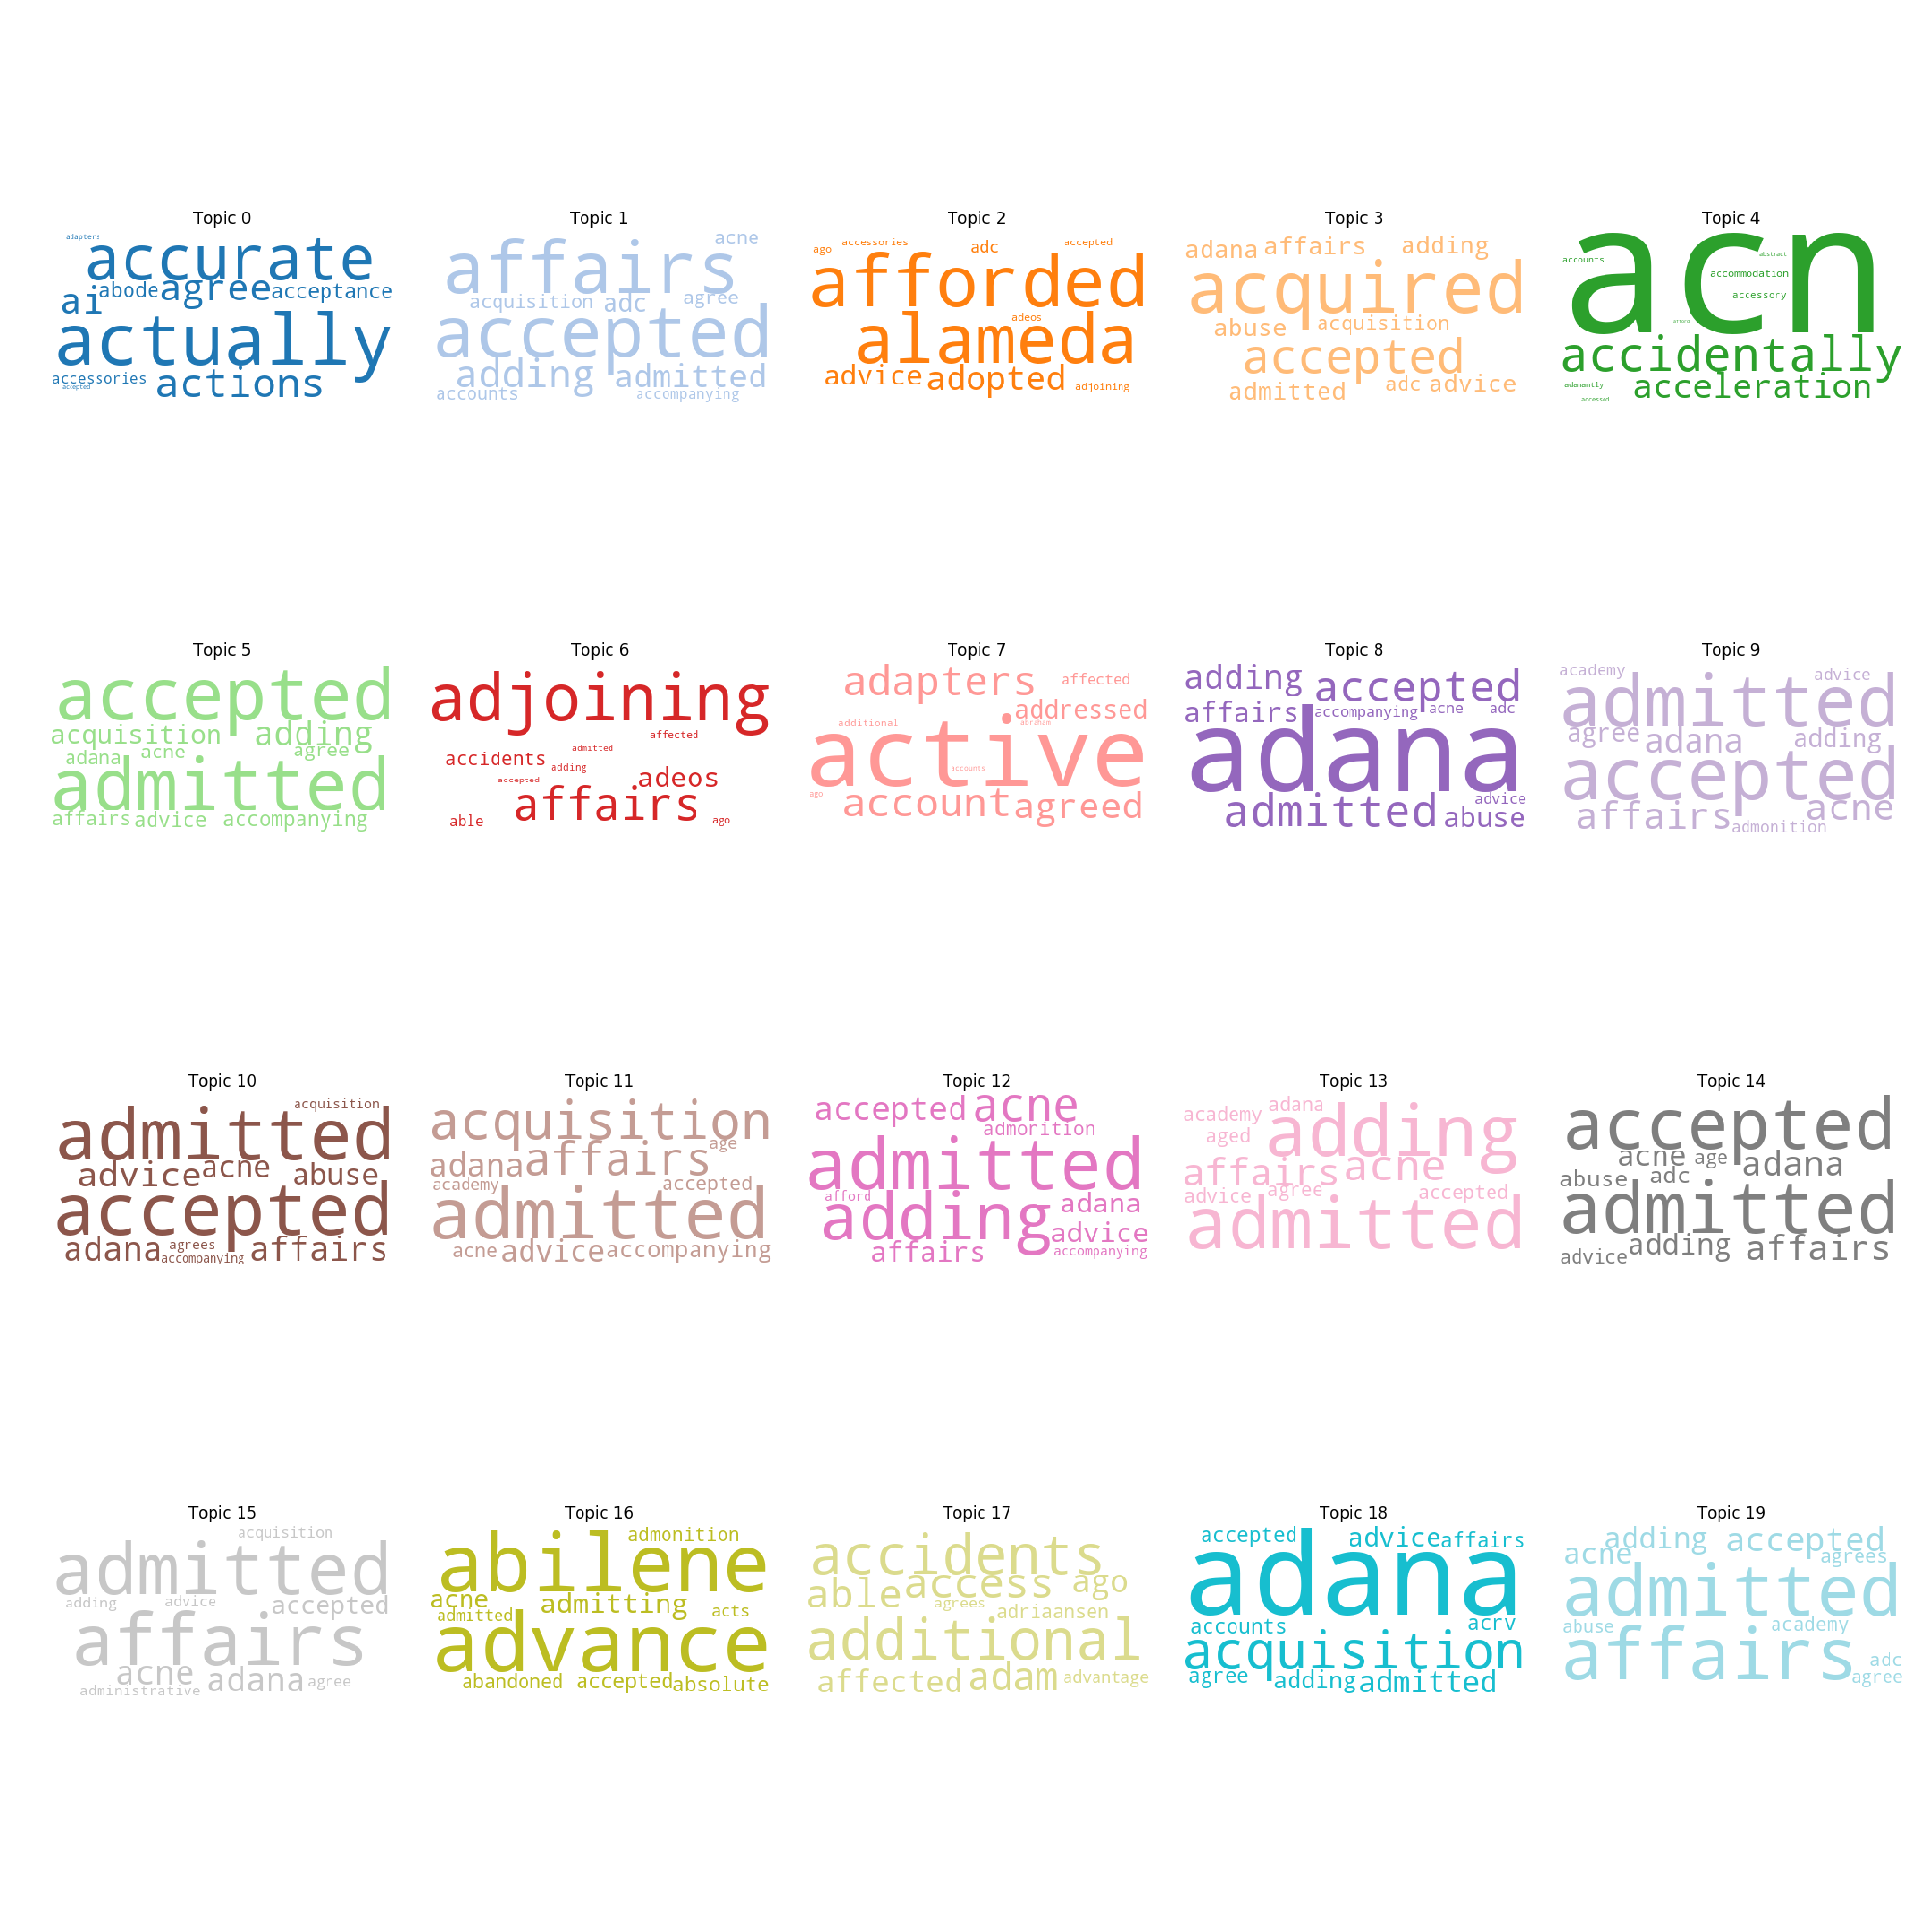 Topic 0
adapters
accurate
ai abode agree acceptance
actually
accessories actions
accepted
Topic 1
acne
affairs
acquisition adc agree
accepted
adding admitted
accounts accompanying
Topic 2
ago accessories adc accepted
afforded
adeos
alameda
advice adopted adjoining
Topic 3
adana affairs adding
acquired
abuse acquisition
accepted
admitted adc advice
Topic 4
acn
accounts abstract
accommodation
accessory
accidentally
adamantly acceleration
accessed
Topic 5
accepted
acquisition adding
adana acne agree
admitted
affairs advice accompanying
Topic 6
adjoining
affected
accidents admitted
adding
accepted adeos
affairs
able ago
Topic 7
adapters affected
addressed
additional abraham
active
accounts
ago account agreed
Topic 8
adding accepted
affairs accompanying acne adc
adana
admitted advice
abuse
Topic 9
academy advice
admitted
agree adana adding
accepted
affairs admonition acne
Topic 10
acquisition
admitted
advice acne abuse
accepted
adana agrees affairs
accompanying
Topic 11
acquisition
adana affairs age
academy accepted
admitted
acne advice accompanying
Topic 12
accepted acne
admonition
admitted
afford adding adana
advice
affairs accompanying
Topic 13
academy adana
aged adding
affairs acne
advice agree accepted
admitted
Topic 14
accepted
acne age adana
abuse adc
admitted
advice adding affairs
Topic 15
acquisition
admitted
adding advice accepted
affairs
acne adana agree
administrative
Topic 16
abilene admonition
acne admitting acts
admitted
advance
abandoned accepted absolute
Topic 17
accidents
able access ago
agrees adriaansen
additional
affected adam advantage
Topic 18
accepted advice affairs
adana
accounts acrv
acquisition
agree adding admitted
Topic 19
adding accepted
acne agrees
admitted
abuse academy
affairs adc
agree